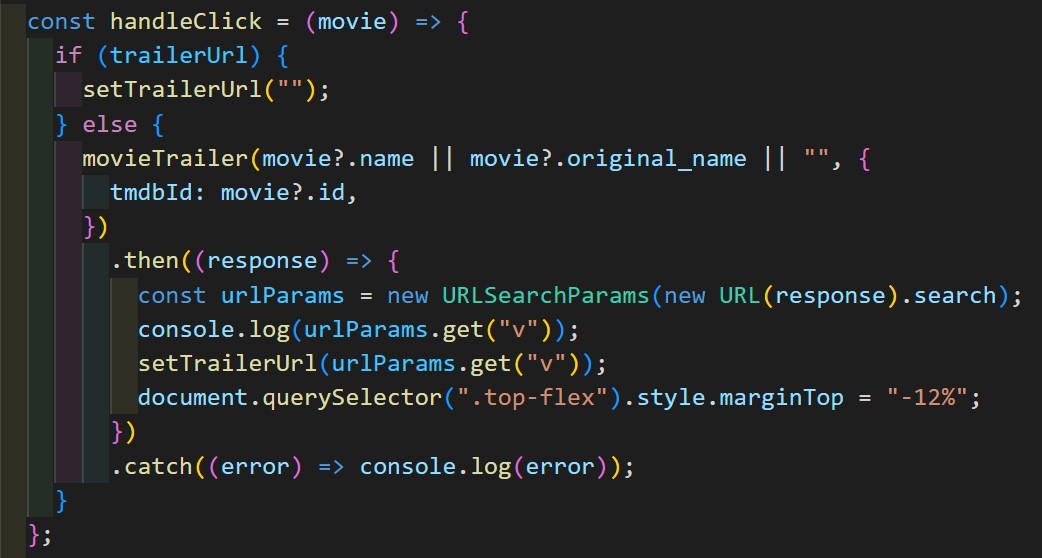 const handleClick = (movie) => {
  if (trailerUrl) {
    setTrailerUrl("");
  } else {
    movieTrailer(movie?.name || movie?.original_name || "", {
      tmdbId: movie?.id,
    })
      .then((response) => {
        const urlParams = new URLSearchParams(new URL(response).search);
        console.log(urlParams.get("v"));
        setTrailerUrl(urlParams.get("v"));
        document.querySelector(".top-flex").style.marginTop = "-12%";
      })
      .catch((error) => console.log(error));
  }
};